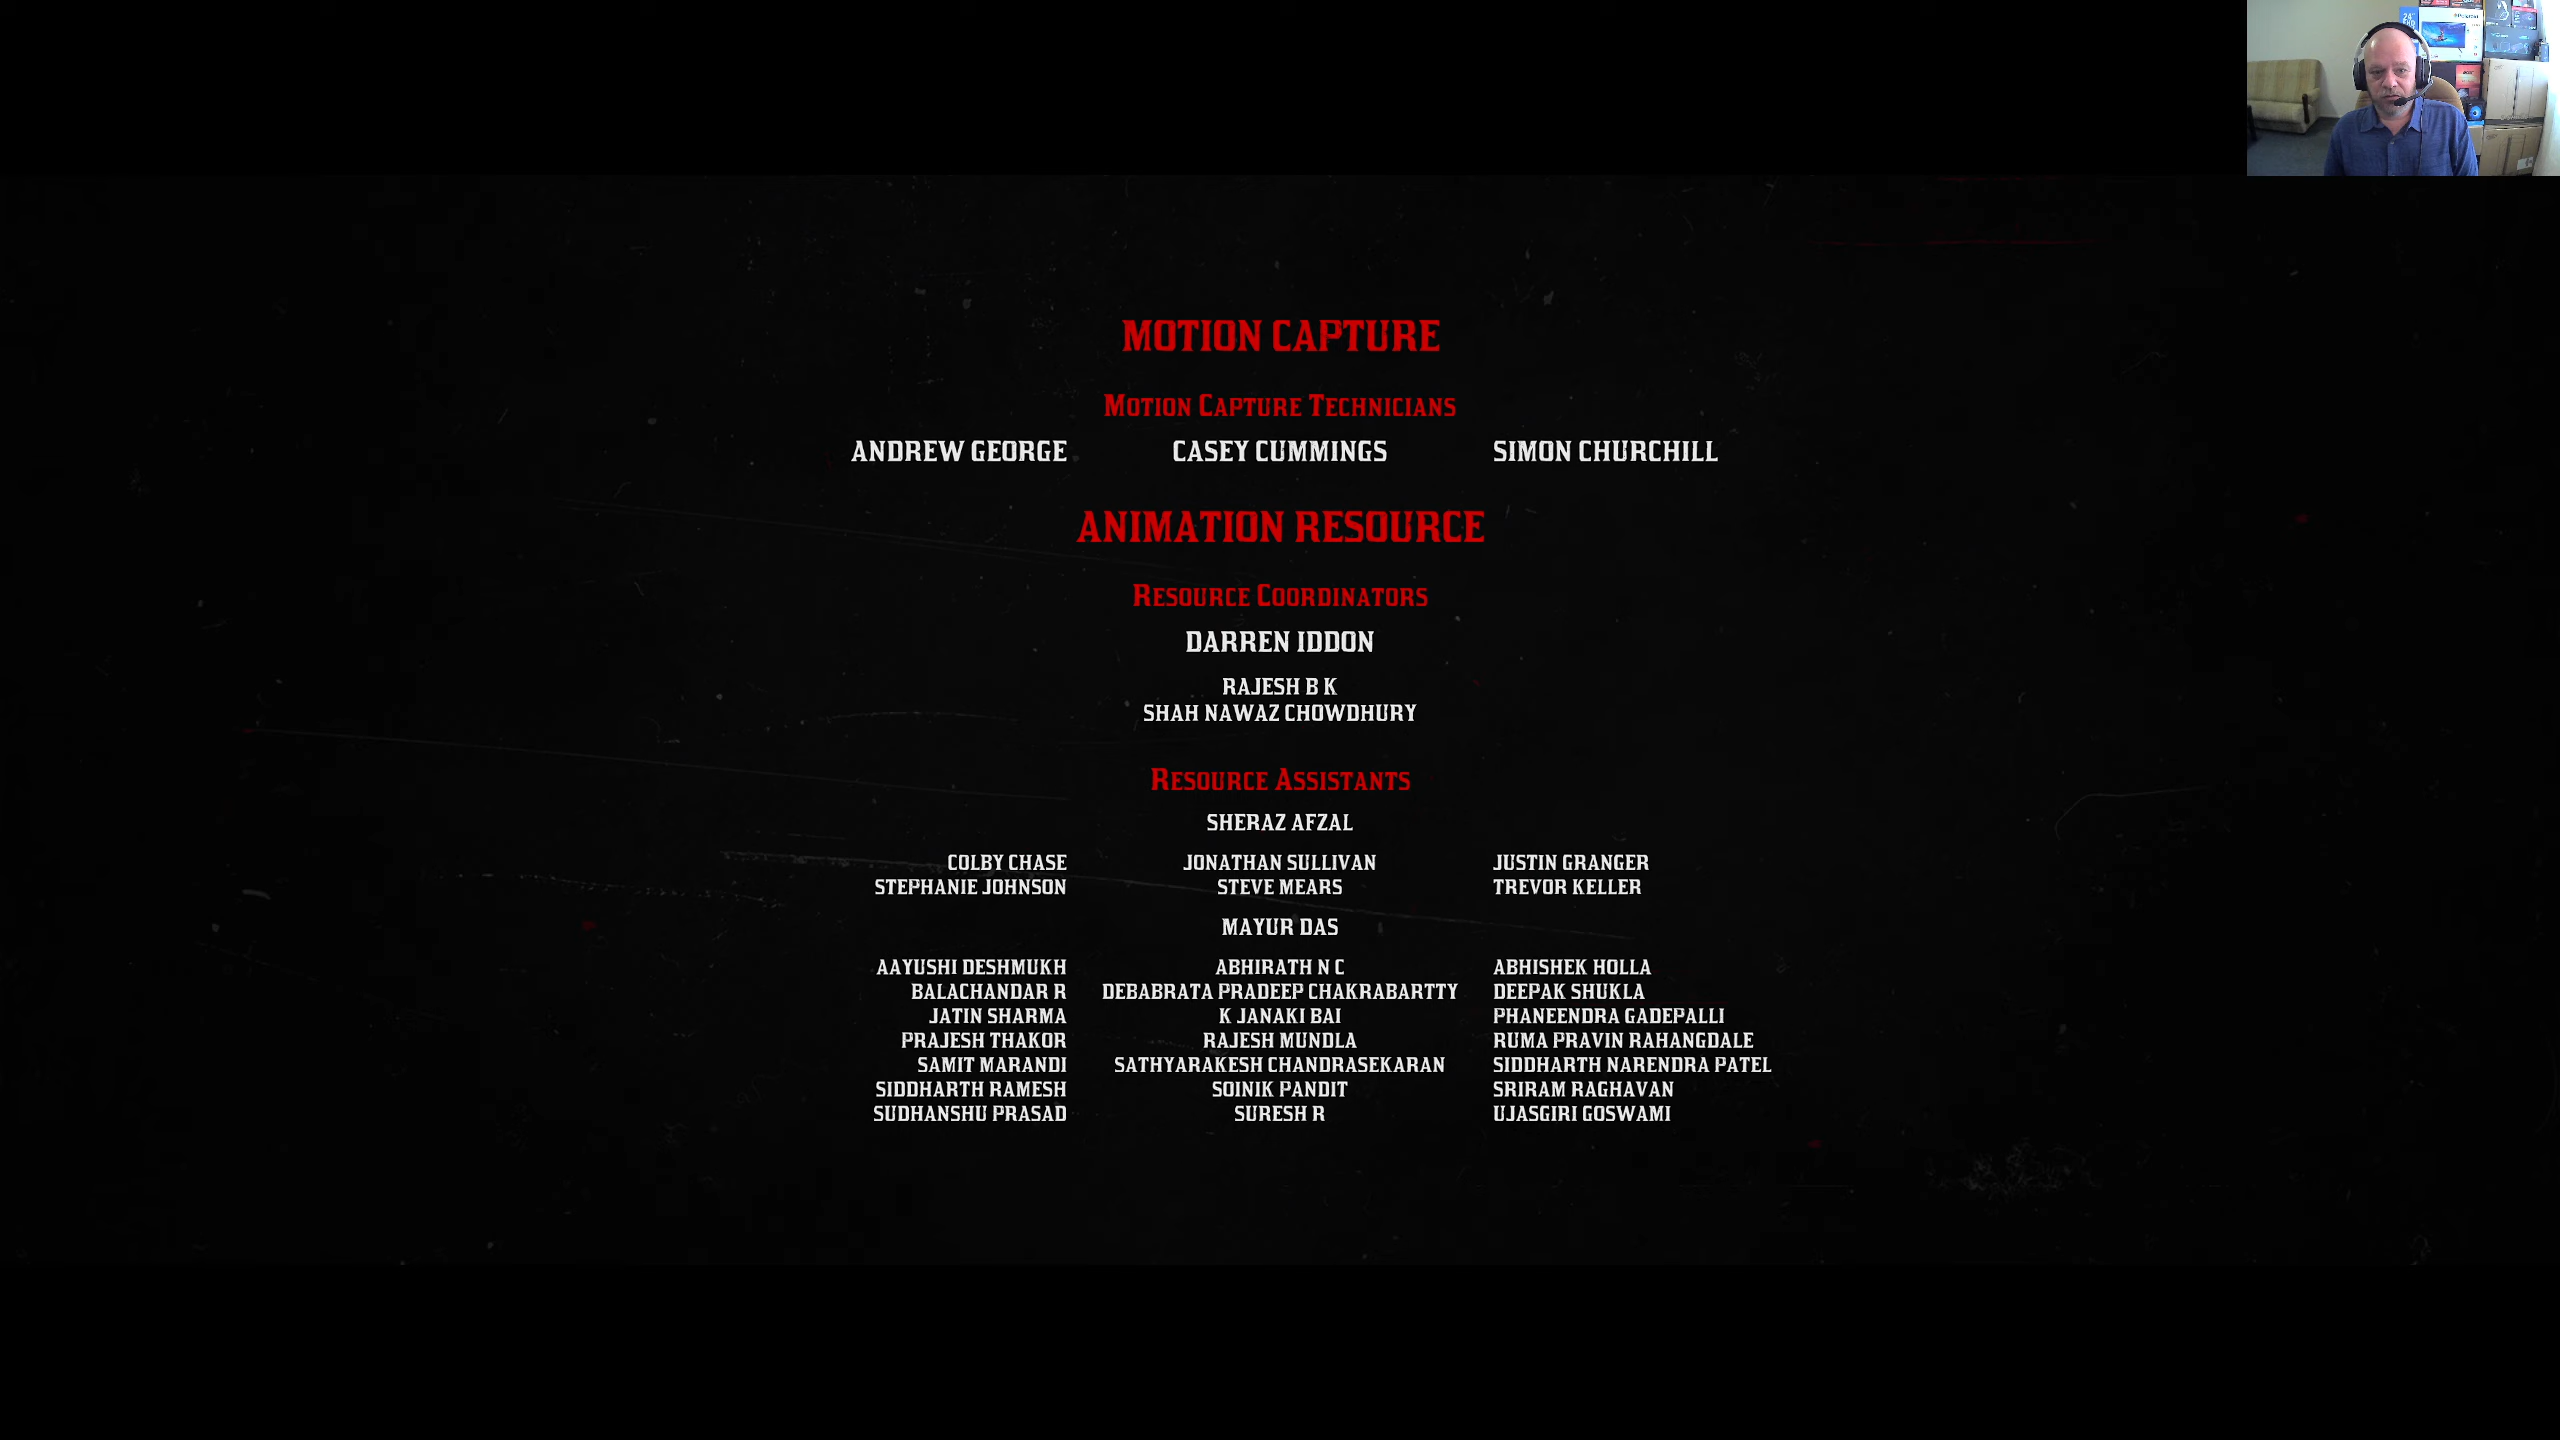 MOTION CAPTURE
MOTION CAPTURE TECHNICIANS
ANDREW GEORGE CASEY CUMMINGS SIMON CHURCHILL
ANIMATION RESOURCE
RESOURCE COORDINATORS
DARREN IDDON
RAJESH B K
SHAH NAWAZ CHOWDHURY
RESOURCE ASSISTANTS
SHERAZ AFZAL
COLBY CHASE JONATHAN SULLIVAN JUSTIN GRANGER
STEPHANIE JOHNSON STEVE MEARS TREVOR KELLER
MAYUR DAS
AAYUSHI DESHMUKH ABHIRATH N C ABHISHEK HOLLA
BALACHANDAR R DEBABRATA PRADEEP CHAKRABARTTY DEEPAK SHUKLA
JATIN SHARMA K JANAKI BAI PHANEENDRA GADEPALLI
PRAJESH THAKOR RAJESH MUNDLA RUMA PRAVIN RAHANGDALE
SAMIT MARANDI SATHYARAKESH CHANDRASEKARAN SIDDHARTH NARENDRA PATEL
SIDDHARTH RAMESH SOINIK PANDIT SRIRAM RAGHAVAN
SUDHANSHU PRASAD SURESH R UJASGIRI GOSWAMI
24"
Polaroid